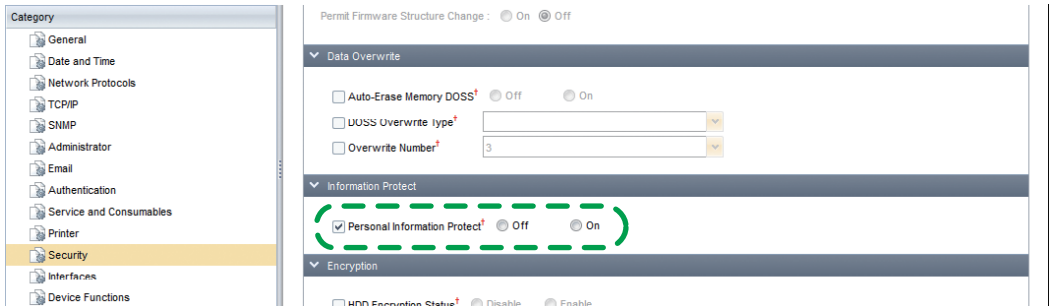 Category
General
Date and Time
Network Protocols
TCP/IP
SNMP
Administrator
Email
Authentication
Service and Consumables
Printer
Security
Interfaces
Device Functions
Permit Firmware Structure Change : On Off
Data Overwrite
Auto-Erase Memory DOSS† Off On
DOSS Overwrite Type†
Overwrite Number† 3
Information Protect
Personal Information Protect† Off On
Encryption
HDD Encryption Status† Disable Enable